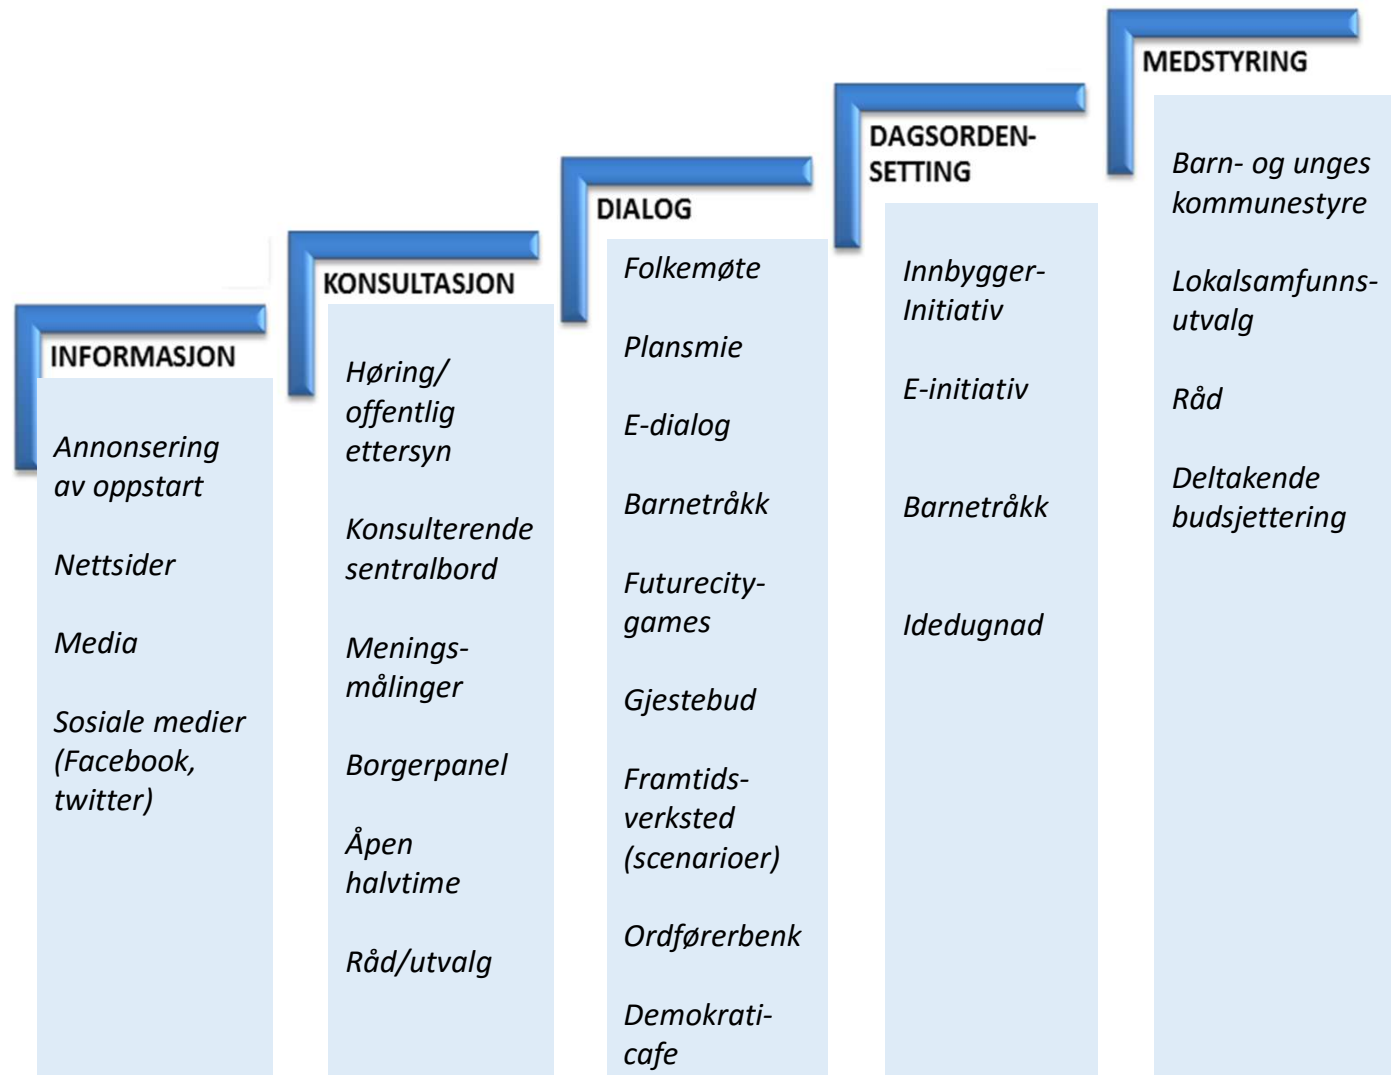 INFORMASJON
Annonsering
av oppstart
Nettsider
Media
Sosiale medier
(Facebook,
twitter)
KONSULTASJON
Høring/
offentlig
ettersyn
Konsulterende
sentralbord
Menings-
målinger
Borgerpanel
Åpen
halvtime
Råd/utvalg
DIALOG
Folkemøte
Plansmie
E-dialog
Barnetråkk
Futurecity-
games
Gjestebud
Framtids-
verksted
(scenarioer)
Ordførerbenk
Demokrati-
cafe
DAGSORDEN-
SETTING
Innbygger-
Initiativ
E-initiativ
Barnetråkk
Idedugnad
MEDSTYRING
Barn- og unges
kommunestyre
Lokalsamfunns-
utvalg
Råd
Deltakende
budsjettering